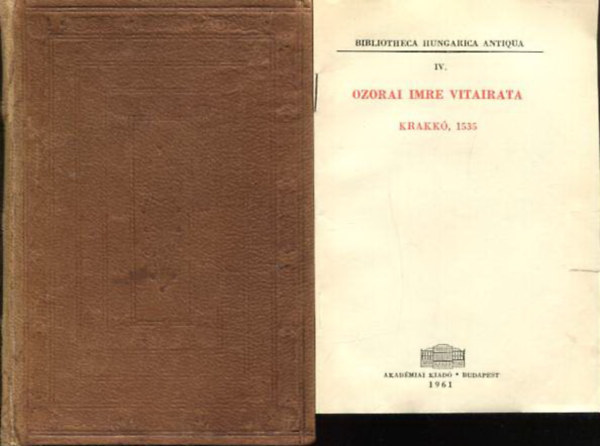 BIBLIOTHECA HUNGARICA ANTIQUA
IV.
OZORAI IMRE VITAIRATA
KRAKKÓ, 1535
AKADÉMIAI KIADÓ • BUDAPEST
1961